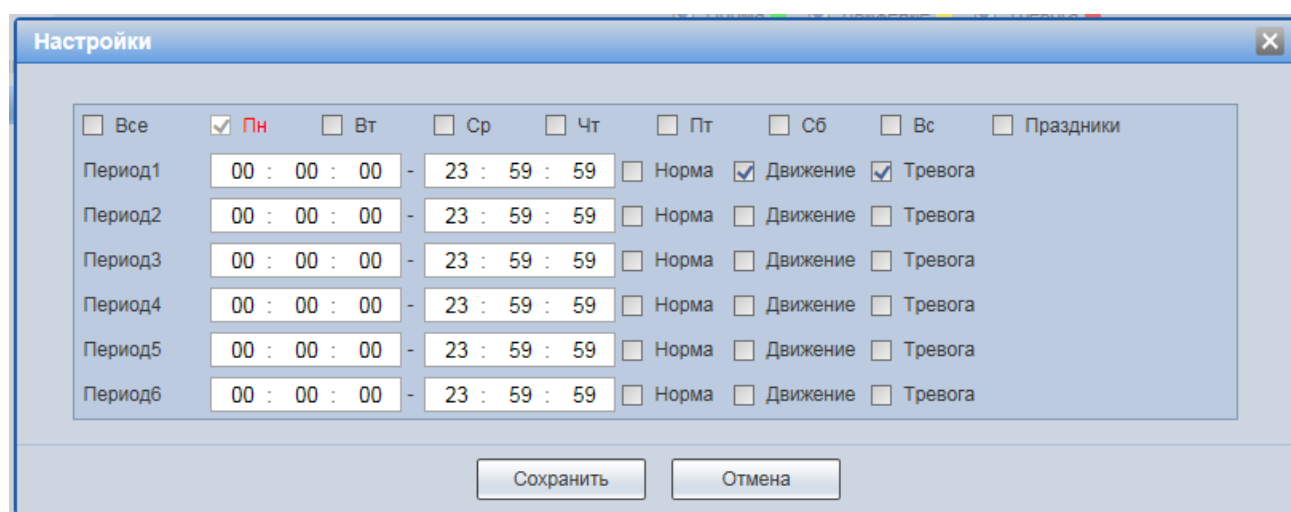 Настройки
Все Пн Вт Ср Чт Пт Сб Вс Праздники
Период1 00 : 00 : 00 - 23 : 59 : 59 Норма Движение Тревога
Период2 00 : 00 : 00 - 23 : 59 : 59 Норма Движение Тревога
Период3 00 : 00 : 00 - 23 : 59 : 59 Норма Движение Тревога
Период4 00 : 00 : 00 - 23 : 59 : 59 Норма Движение Тревога
Период5 00 : 00 : 00 - 23 : 59 : 59 Норма Движение Тревога
Период6 00 : 00 : 00 - 23 : 59 : 59 Норма Движение Тревога
Сохранить Отмена